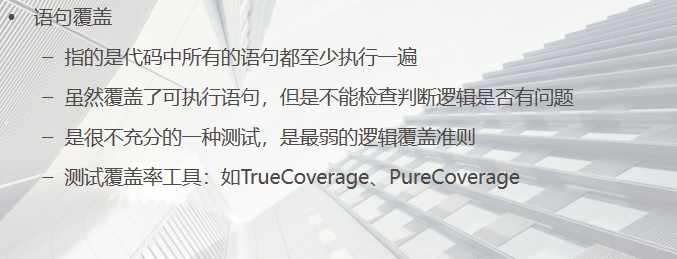 • 语句覆盖
– 指的是代码中所有的语句都至少执行一遍
– 虽然覆盖了可执行语句，但是不能检查判断逻辑是否有问题
– 是很不充分的一种测试，是最弱的逻辑覆盖准则
– 测试覆盖率工具：如TrueCoverage、PureCoverage